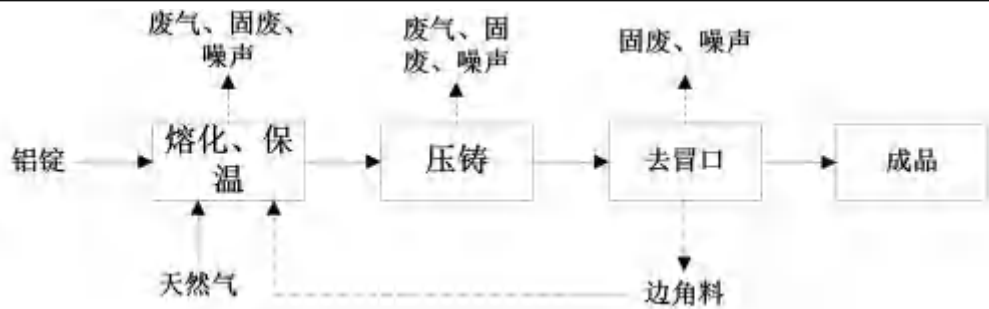 废气、固废、
噪声
废气、固
废、噪声
固废、噪声
铝锭
熔化、保
温
压铸
去冒口
成品
天然气
边角料